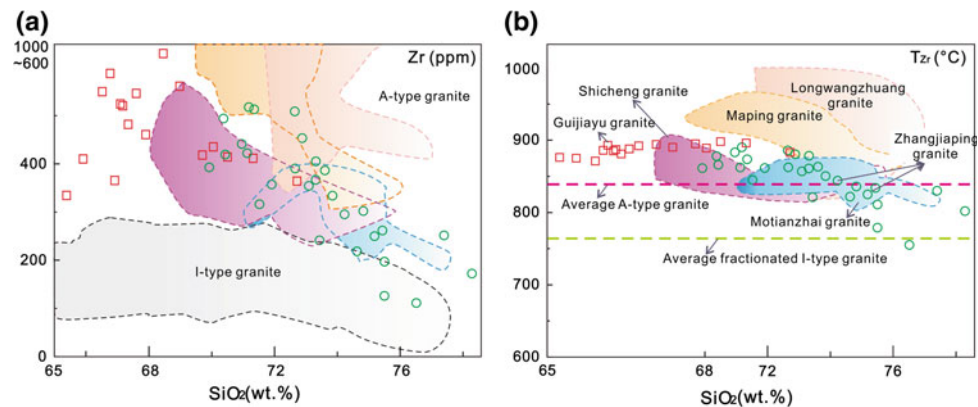 (a)
1000
~600
400
200
0
Zr (ppm)
A-type granite
I-type granite
65
68
72
76
SiO₂(wt.%)
(b)
1000
900
800
700
600
TZr (°C)
Shicheng granite
Guijiayu granite
Longwangzhuang
granite
Maping granite
Zhangjiaping
granite
Average A-type granite
Motianzhai granite
Average fractionated I-type granite
65
68
72
76
SiO₂(wt.%)